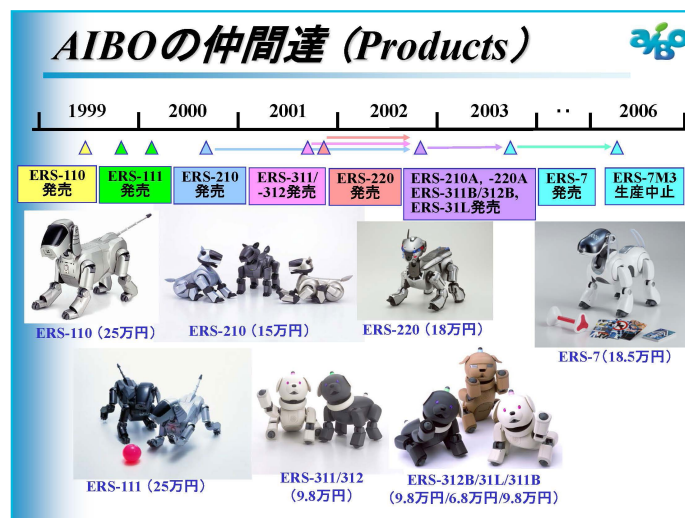 AIBOの仲間達（Products）
aiBo
1999 2000 2001 2002 2003 ‥ 2006
ERS-110
発売
ERS-111
発売
ERS-210
発売
ERS-311/
-312発売
ERS-220
発売
ERS-210A, -220A
ERS-311B/312B,
ERS-31L発売
ERS-7
発売
ERS-7M3
生産中止
ERS-110（25万円）
ERS-210（15万円）
ERS-220（18万円）
ERS-7（18.5万円）
ERS-111（25万円）
ERS-311/312
（9.8万円）
ERS-312B/31L/311B
（9.8万円/6.8万円/9.8万円）